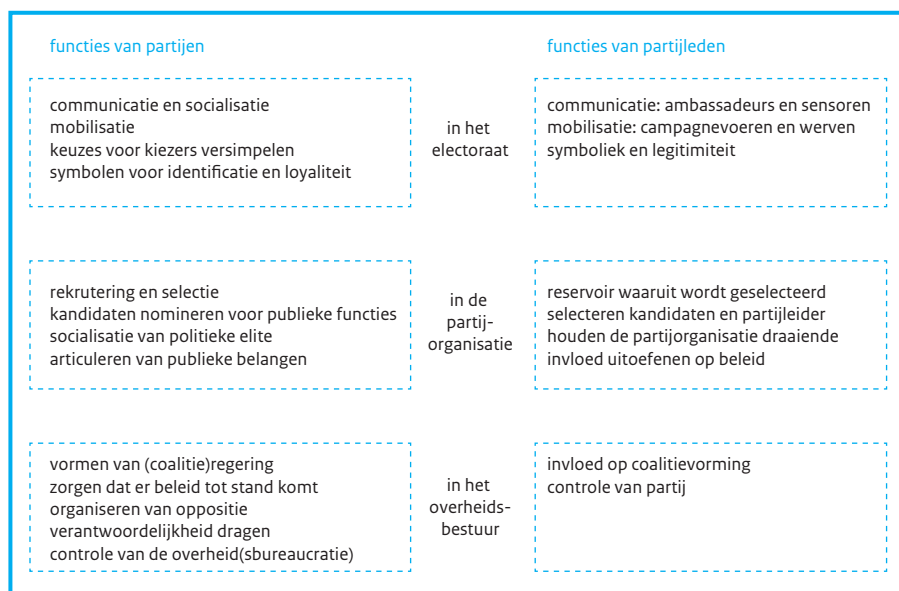 functies van partijen
functies van partijleden
communicatie en socialisatie
mobilisatie
keuzes voor kiezers versimpelen
symbolen voor identificatie en loyaliteit
in het
electoraat
communicatie: ambassadeurs en sensoren
mobilisatie: campagnevoeren en werven
symboliek en legitimiteit
rekrutering en selectie
kandidaten nomineren voor publieke functies
socialisatie van politieke elite
articuleren van publieke belangen
in de
partij-
organisatie
reservoir waaruit wordt geselecteerd
selecteren kandidaten en partijleider
houden de partijorganisatie draaiende
invloed uitoefenen op beleid
vormen van (coalitie)regering
zorgen dat er beleid tot stand komt
organiseren van oppositie
verantwoordelijkheid dragen
controle van de overheid(sbureaucratie)
in het
overheids-
bestuur
invloed op coalitievorming
controle van partij